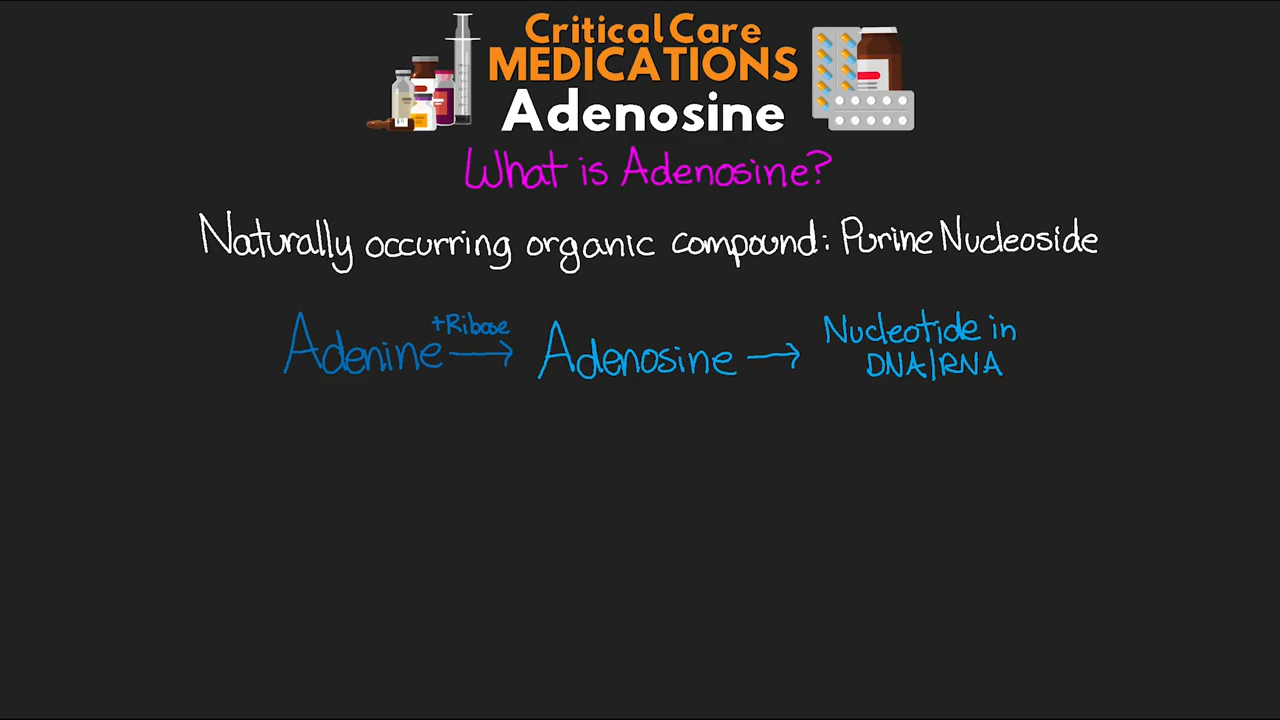 Critical Care
MEDICATIONS
Adenosine
What is Adenosine?
Naturally occurring organic compound: Purine Nucleoside
Adenine +Ribose → Adenosine → Nucleotide in
DNA/RNA